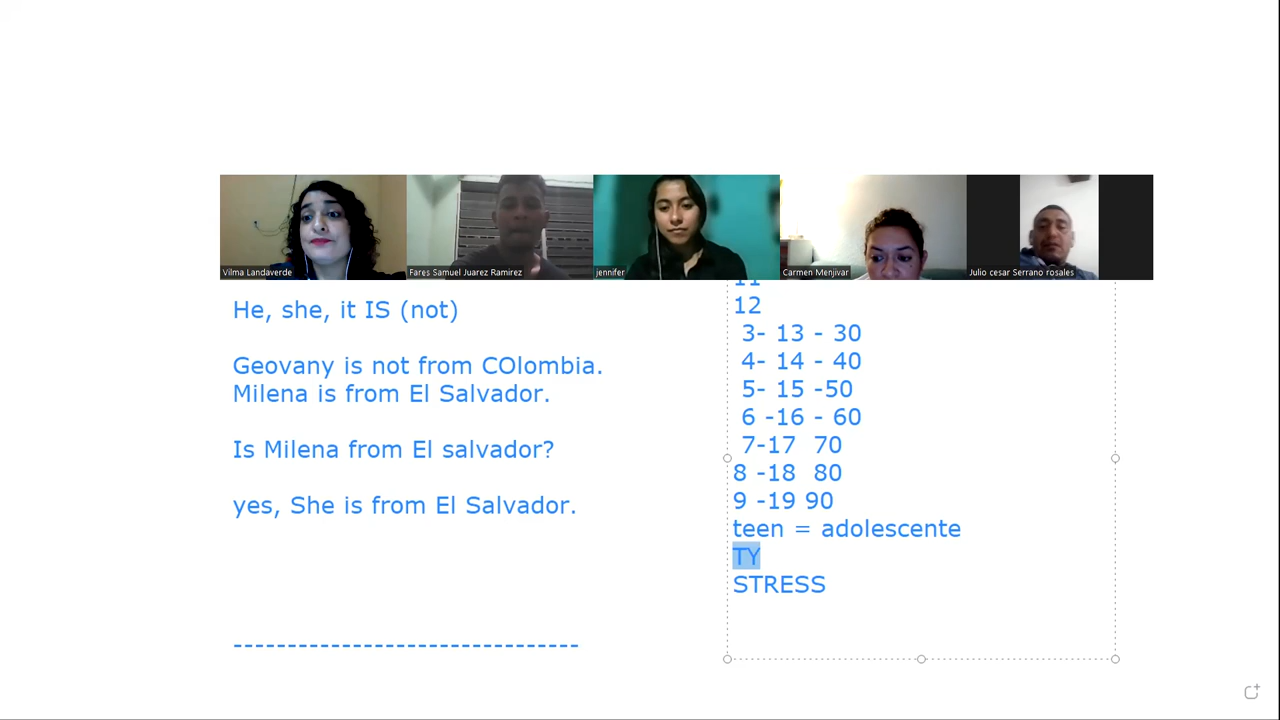 Vilma Landaverde
Fares Samuel Juarez Ramirez
jennifer
Carmen Menjivar
Julio cesar Serrano rosales
He, she, it IS (not)
Geovany is not from COlombia.
Milena is from El Salvador.
Is Milena from El salvador?
yes, She is from El Salvador.
-------------------------------
11
12
3- 13 - 30
4- 14 - 40
5- 15 -50
6 -16 - 60
7-17 70
8 -18 80
9 -19 90
teen = adolescente
TY
STRESS